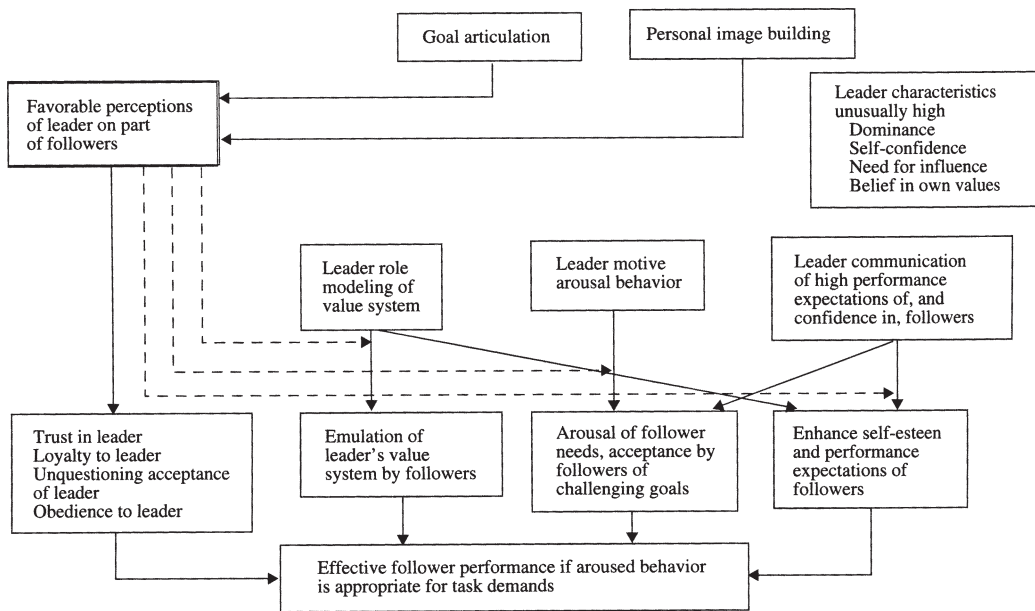 Goal articulation
Personal image building
Favorable perceptions
of leader on part
of followers
Leader characteristics
unusually high
Dominance
Self-confidence
Need for influence
Belief in own values
Leader role
modeling of
value system
Leader motive
arousal behavior
Leader communication
of high performance
expectations of, and
confidence in, followers
Trust in leader
Loyalty to leader
Unquestioning acceptance
of leader
Obedience to leader
Emulation of
leader's value
system by followers
Arousal of follower
needs, acceptance by
followers of
challenging goals
Enhance self-esteen
and performance
expectations of
followers
Effective follower performance if aroused behavior
is appropriate for task demands